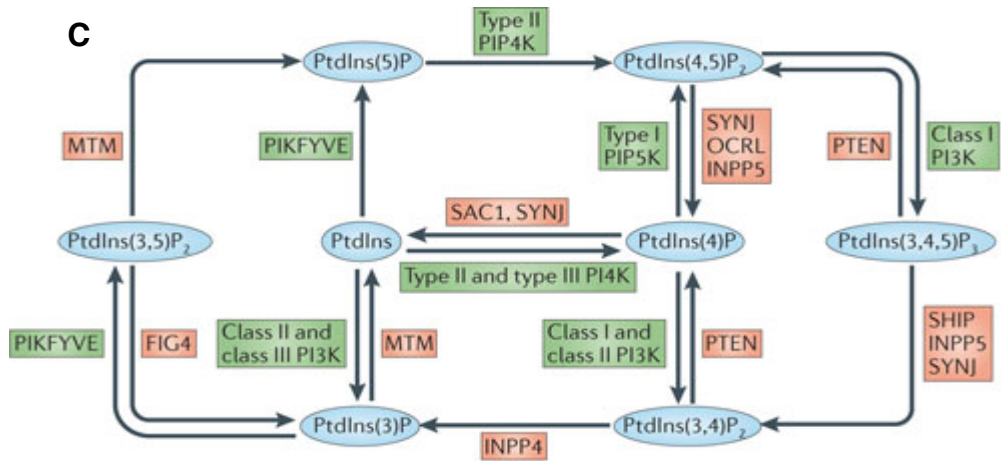 C
Type II
PIP4K
PtdIns(5)P
PtdIns(4,5)P₂
MTM
PIKFYVE
Type I
PIP5K
SYNJ
OCRL
INPP5
PTEN
Class I
PI3K
SAC1, SYNJ
PtdIns(3,5)P₂
PtdIns
PtdIns(4)P
PtdIns(3,4,5)P₃
Type II and type III PI4K
PIKFYVE
FIG4
Class II and
class III PI3K
MTM
Class I and
class II PI3K
PTEN
SHIP
INPP5
SYNJ
PtdIns(3)P
INPP4
PtdIns(3,4)P₂